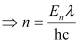 ⇒ n = Eₙλ / hc